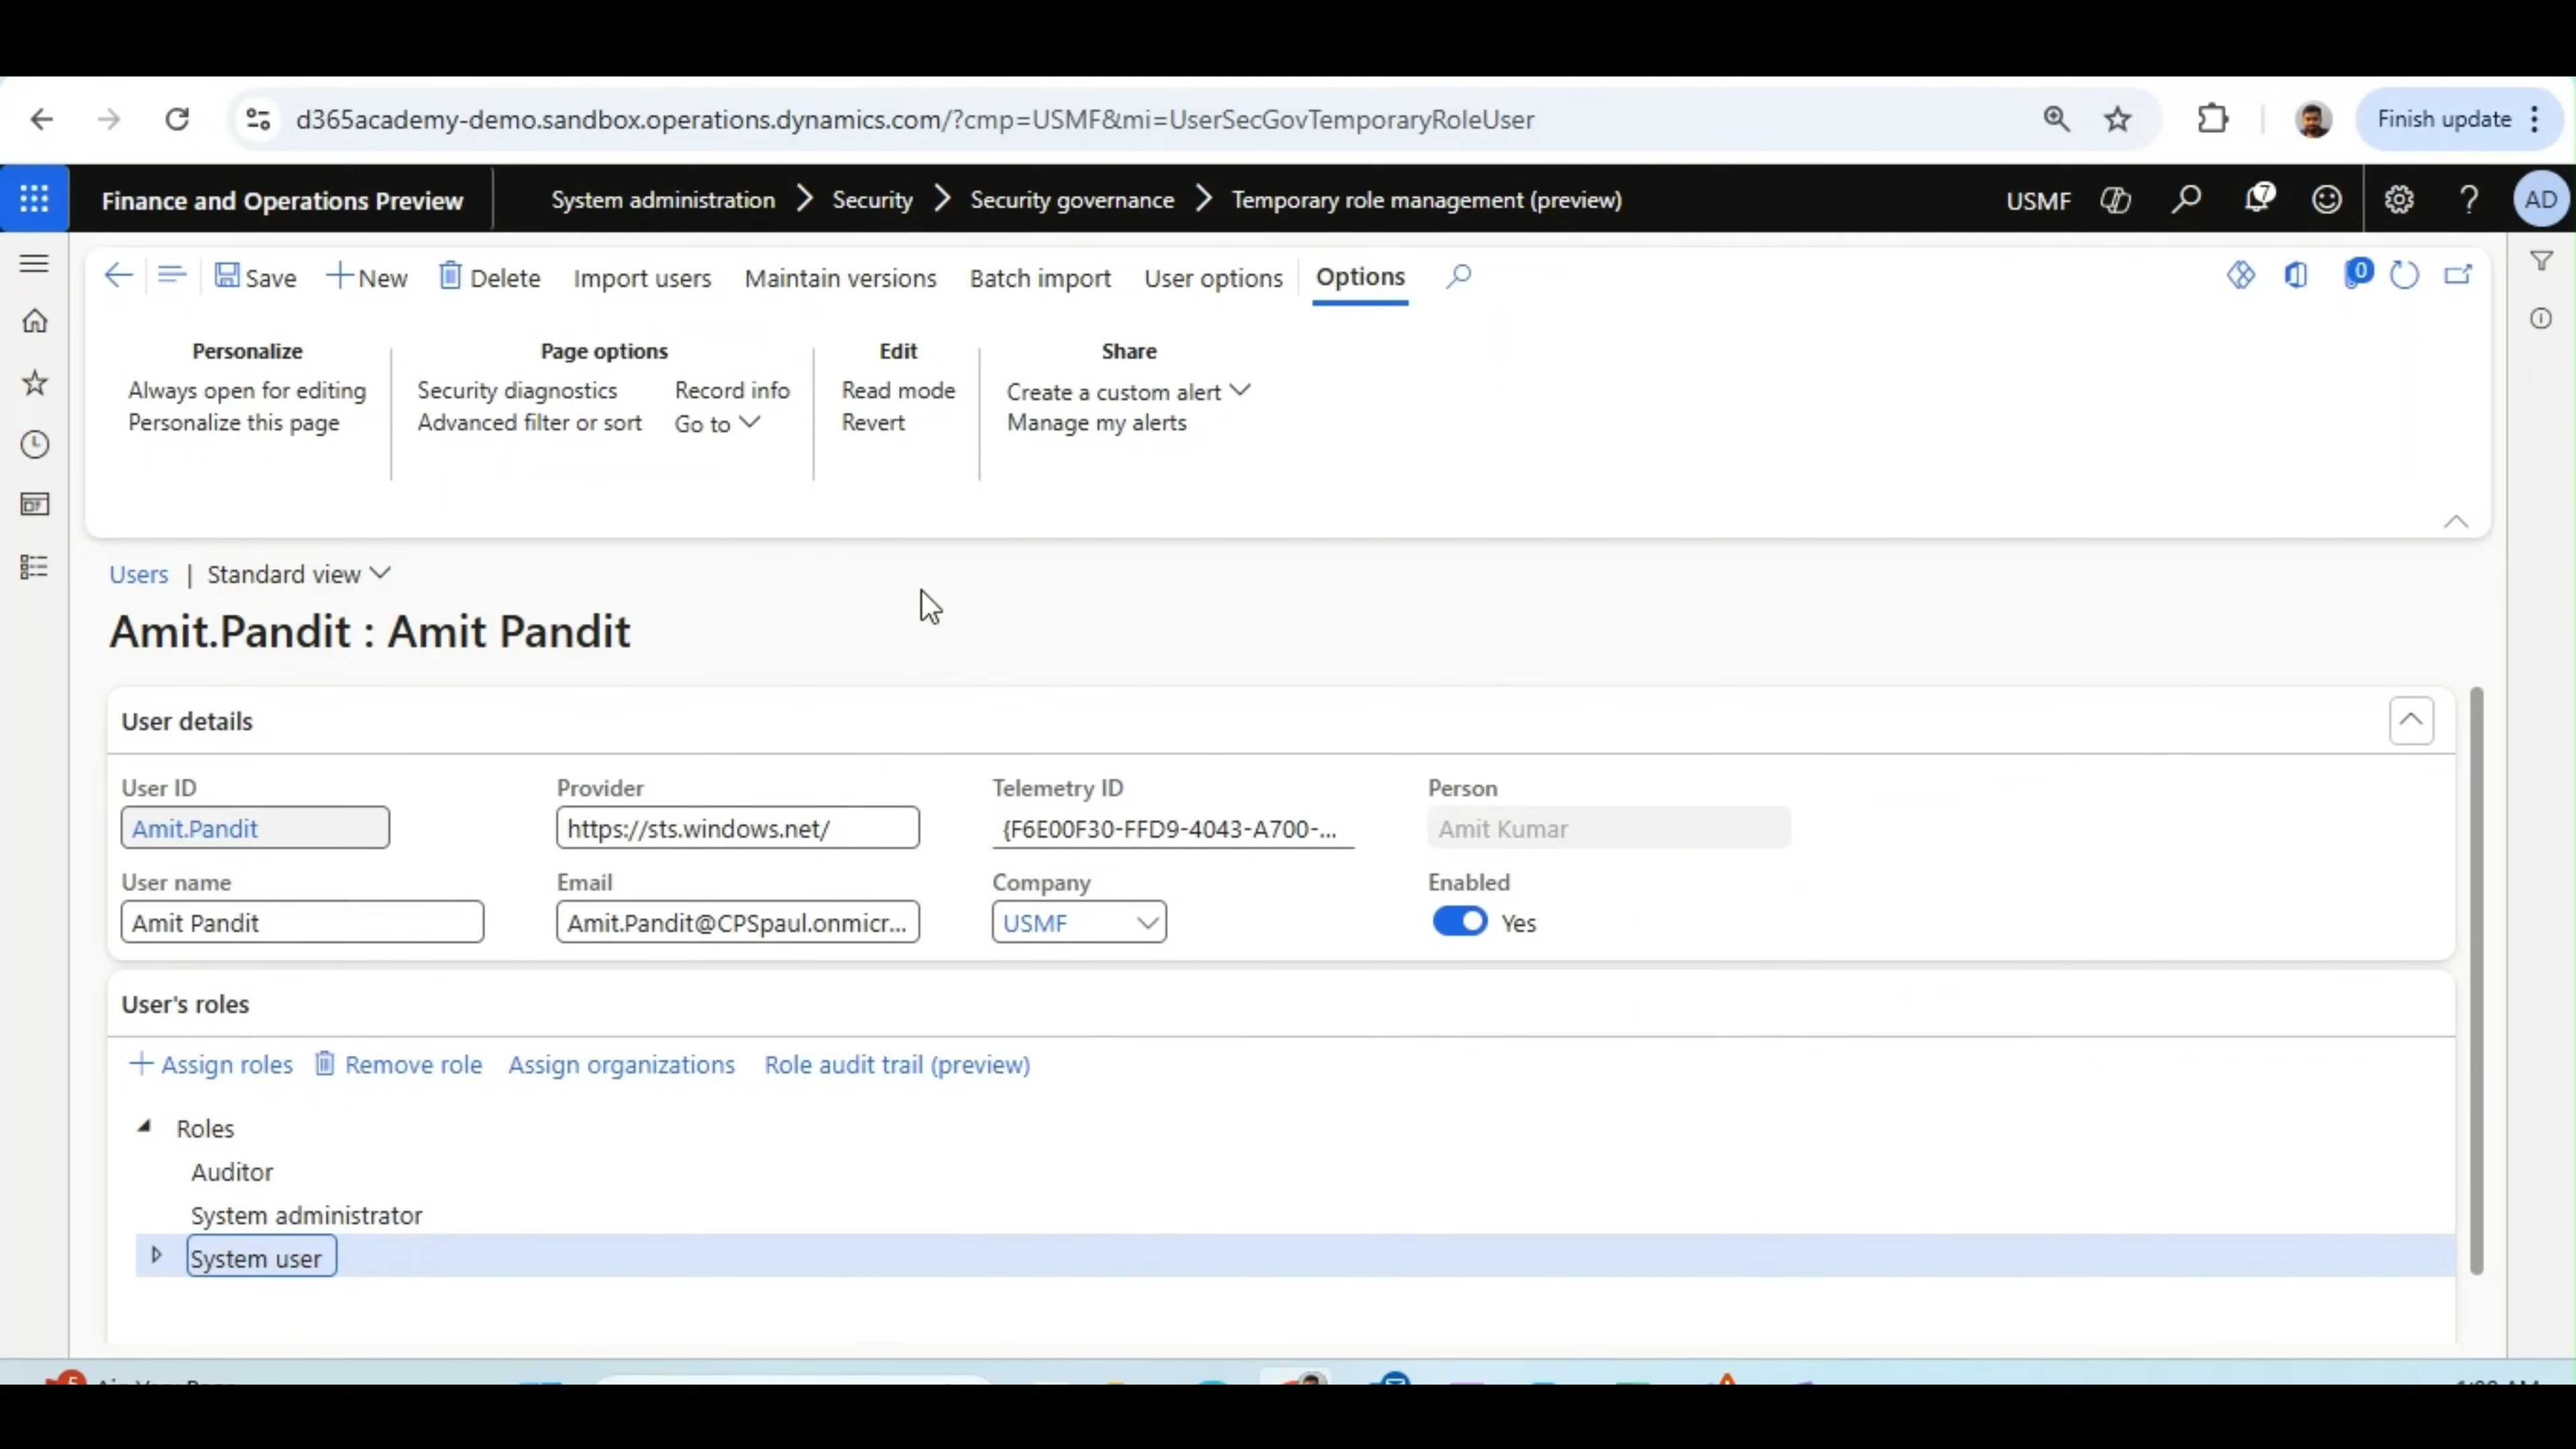 d365academy-demo.sandbox.operations.dynamics.com/?cmp=USMF&mi=UserSecGovTemporaryRoleUser
Finish update
Finance and Operations Preview
System administration
Security
Security governance
Temporary role management (preview)
USMF
7
AD
Save
New
Delete
Import users
Maintain versions
Batch import
User options
Options
0
Personalize
Page options
Edit
Share
Always open for editing
Security diagnostics
Record info
Read mode
Create a custom alert
Personalize this page
Advanced filter or sort
Go to
Revert
Manage my alerts
Users | Standard view
Amit.Pandit : Amit Pandit
User details
User ID
Provider
Telemetry ID
Person
Amit.Pandit
https://sts.windows.net/
{F6E00F30-FFD9-4043-A700-...
Amit Kumar
User name
Email
Company
Enabled
Amit Pandit
Amit.Pandit@CPSpaul.onmicr...
USMF
Yes
User's roles
Assign roles
Remove role
Assign organizations
Role audit trail (preview)
Roles
Auditor
System administrator
System user